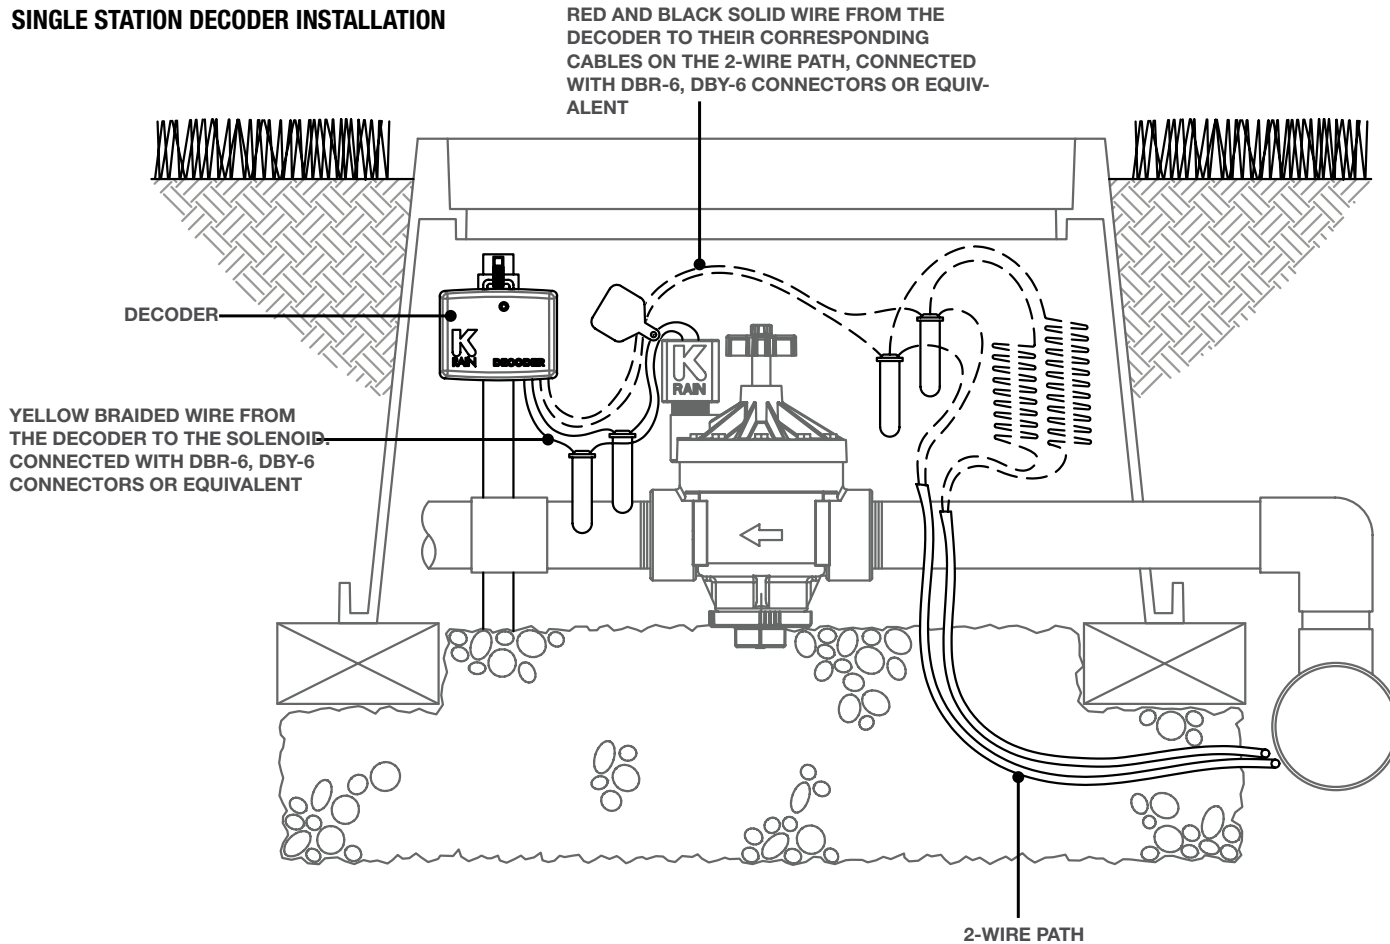 SINGLE STATION DECODER INSTALLATION
RED AND BLACK SOLID WIRE FROM THE
DECODER TO THEIR CORRESPONDING
CABLES ON THE 2-WIRE PATH, CONNECTED
WITH DBR-6, DBY-6 CONNECTORS OR EQUIV-
ALENT
DECODER
K
RAIN DECODER
K
RAIN
YELLOW BRAIDED WIRE FROM
THE DECODER TO THE SOLENOID.
CONNECTED WITH DBR-6, DBY-6
CONNECTORS OR EQUIVALENT
2-WIRE PATH